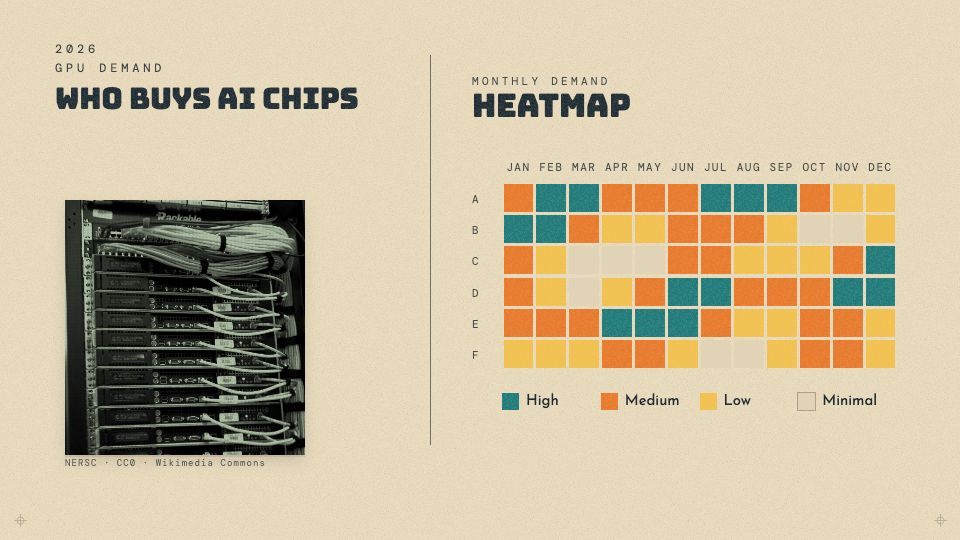 2026
GPU DEMAND
WHO BUYS AI CHIPS
Rackable
NERSC · CC0 · Wikimedia Commons
MONTHLY DEMAND
HEATMAP
JAN FEB MAR APR MAY JUN JUL AUG SEP OCT NOV DEC
A
B
C
D
E
F
High Medium Low Minimal